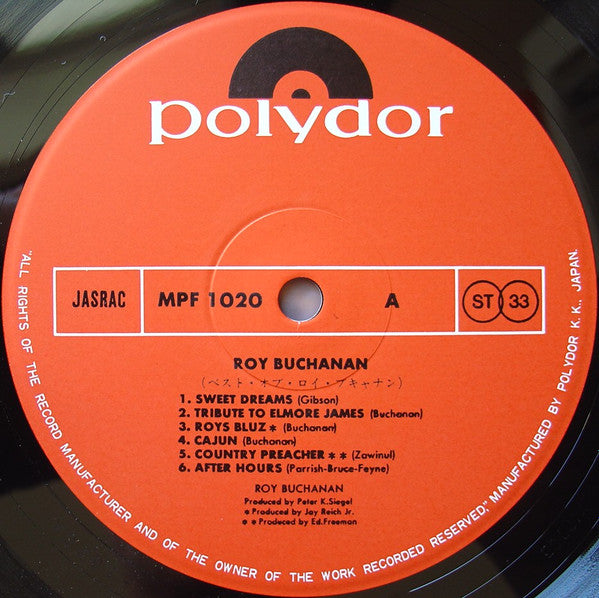 polydor
JASRAC
MPF 1020
A
ST 33
ROY BUCHANAN
(ベスト・オブ・ロイ・ブキャナン)
1. SWEET DREAMS (Gibson)
2. TRIBUTE TO ELMORE JAMES (Buchanan)
3. ROYS BLUZ * (Buchanan)
4. CAJUN (Buchanan)
5. COUNTRY PREACHER * * (Zawinul)
6. AFTER HOURS (Parrish-Bruce-Feyne)
ROY BUCHANAN
Produced by Peter K.Siegel
* Produced by Jay Reich Jr.
* * Produced by Ed.Freeman
"ALL RIGHTS OF THE RECORD MANUFACTURER AND OF THE OWNER OF THE WORK RECORDED RESERVED," MANUFACTURED BY POLYDOR K.K., JAPAN.